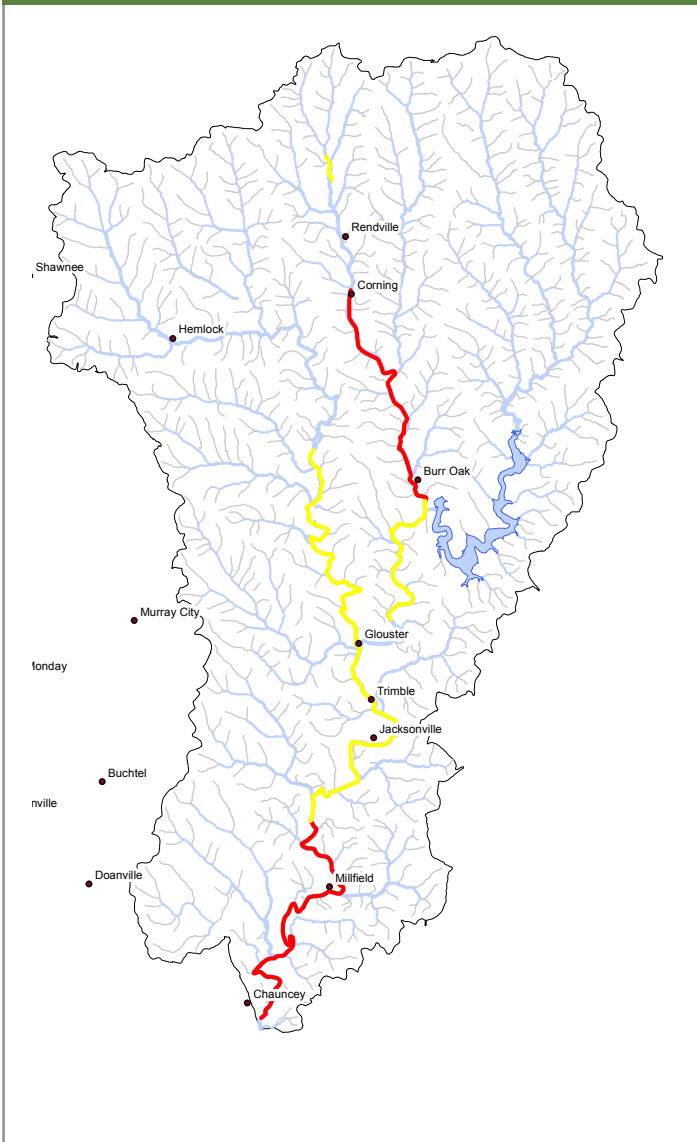 Rendville
Shawnee
Corning
Hemlock
Burr Oak
Murray City
Glouster
Monday
Trimble
Jacksonville
Buchtel
nville
Doanville
Millfield
Chauncey